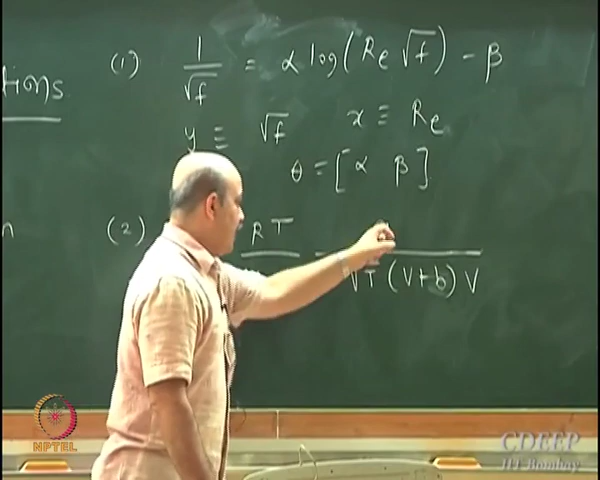 tions
(1) 1/√f = α log(Re √f) - β
y ≡ √f x ≡ Re
θ = [α β]
n
(2) RT
√T (V+b) V
NPTEL
CDEEP
IIT Bombay